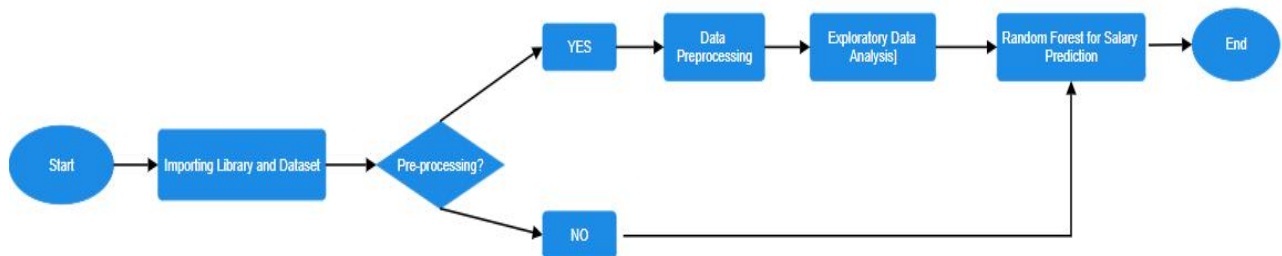 Start
Importing Library and Dataset
Pre-processing?
YES
Data
Preprocessing
Exploratory Data
Analysis]
Random Forest for Salary
Prediction
End
NO